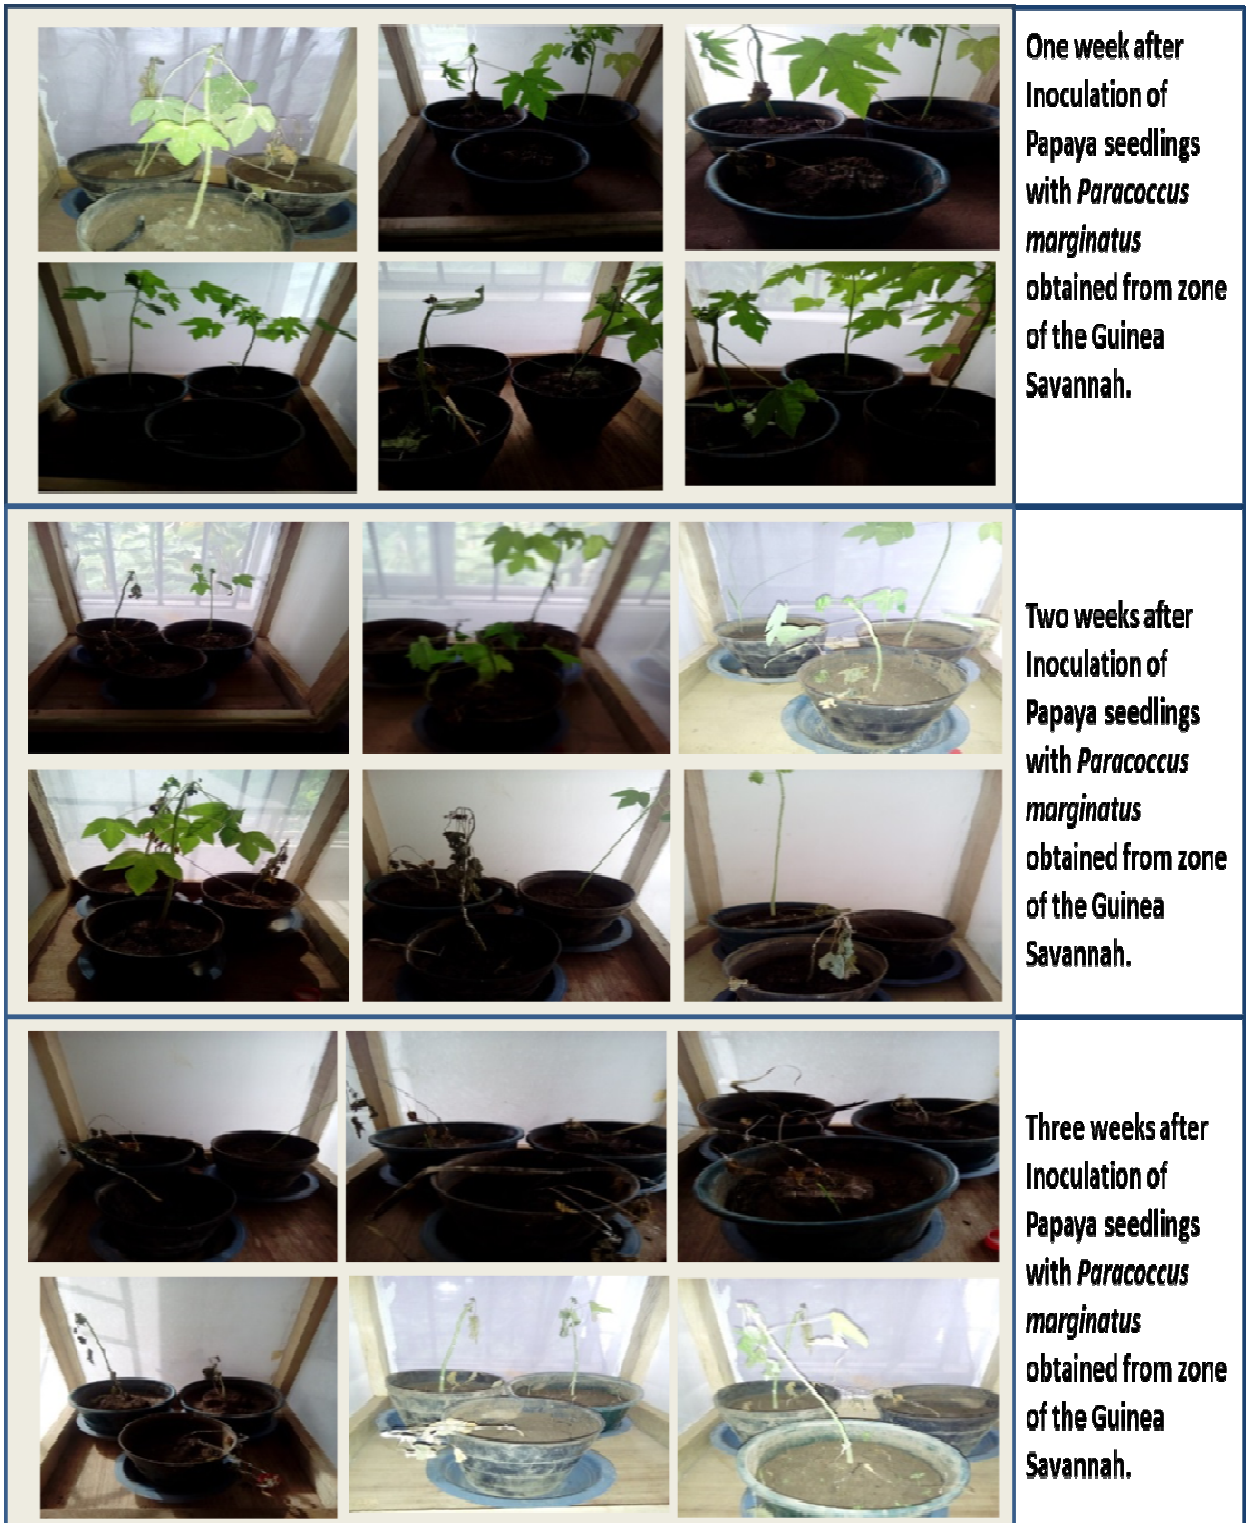 One week after
Inoculation of
Papaya seedlings
with Paracoccus
marginatus
obtained from zone
of the Guinea
Savannah.
Two weeks after
Inoculation of
Papaya seedlings
with Paracoccus
marginatus
obtained from zone
of the Guinea
Savannah.
Three weeks after
Inoculation of
Papaya seedlings
with Paracoccus
marginatus
obtained from zone
of the Guinea
Savannah.